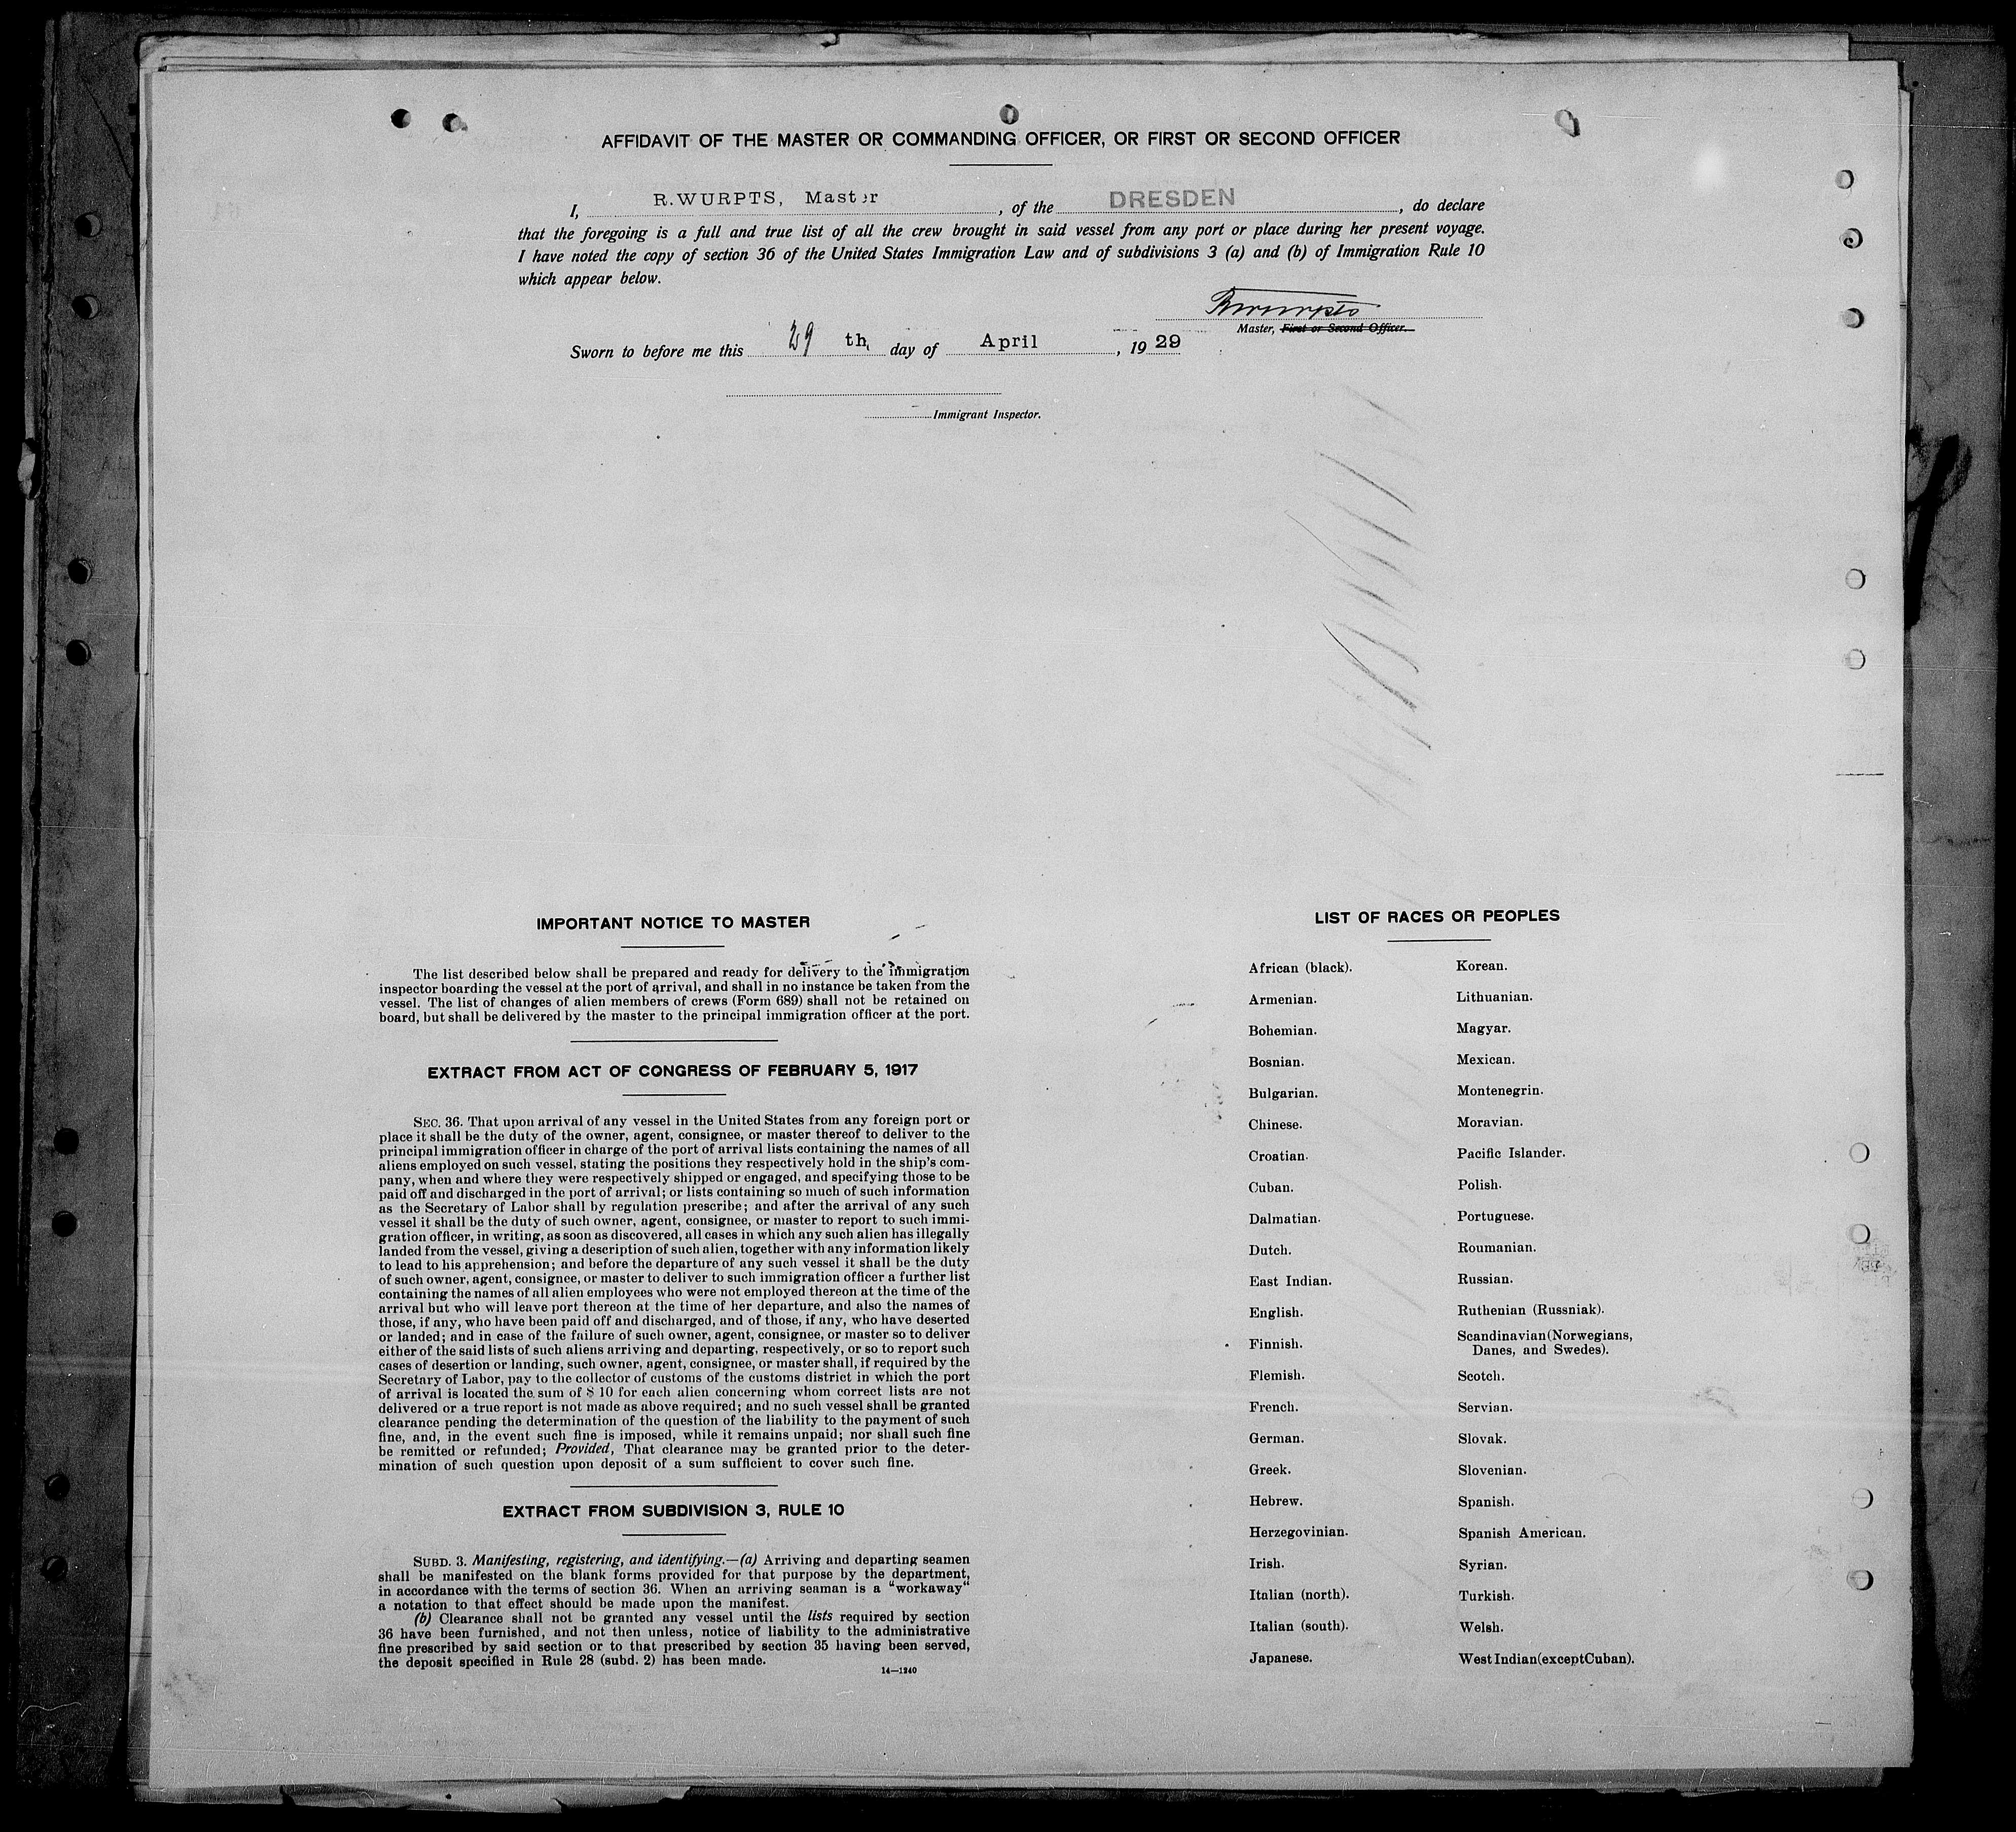 AFFIDAVIT OF THE MASTER OR COMMANDING OFFICER, OR FIRST OR SECOND OFFICER
I, R.WURPTS, Master, of the DRESDEN, do declare
that the foregoing is a full and true list of all the crew brought in said vessel from any port or place during her present voyage.
I have noted the copy of section 36 of the United States Immigration Law and of subdivisions 3 (a) and (b) of Immigration Rule 10
which appear below.
RWurpts
Master, First or Second Officer.
Sworn to before me this 29 th, day of April, 1929
Immigrant Inspector.
IMPORTANT NOTICE TO MASTER
The list described below shall be prepared and ready for delivery to the immigration
inspector boarding the vessel at the port of arrival, and shall in no instance be taken from the
vessel. The list of changes of alien members of crews (Form 689) shall not be retained on
board, but shall be delivered by the master to the principal immigration officer at the port.
EXTRACT FROM ACT OF CONGRESS OF FEBRUARY 5, 1917
SEC. 36. That upon arrival of any vessel in the United States from any foreign port or
place it shall be the duty of the owner, agent, consignee, or master thereof to deliver to the
principal immigration officer in charge of the port of arrival lists containing the names of all
aliens employed on such vessel, stating the positions they respectively hold in the ship's com-
pany, when and where they were respectively shipped or engaged, and specifying those to be
paid off and discharged in the port of arrival; or lists containing so much of such information
as the Secretary of Labor shall by regulation prescribe; and after the arrival of any such
vessel it shall be the duty of such owner, agent, consignee, or master to report to such immi-
gration officer, in writing, as soon as discovered, all cases in which any such alien has illegally
landed from the vessel, giving a description of such alien, together with any information likely
to lead to his apprehension; and before the departure of any such vessel it shall be the duty
of such owner, agent, consignee, or master to deliver to such immigration officer a further list
containing the names of all alien employees who were not employed thereon at the time of the
arrival but who will leave port thereon at the time of her departure, and also the names of
those, if any, who have been paid off and discharged, and of those, if any, who have deserted
or landed; and in case of the failure of such owner, agent, consignee, or master so to deliver
either of the said lists of such aliens arriving and departing, respectively, or so to report such
cases of desertion or landing, such owner, agent, consignee, or master shall, if required by the
Secretary of Labor, pay to the collector of customs of the customs district in which the port
of arrival is located the sum of $ 10 for each alien concerning whom correct lists are not
delivered or a true report is not made as above required; and no such vessel shall be granted
clearance pending the determination of the question of the liability to the payment of such
fine, and, in the event such fine is imposed, while it remains unpaid; nor shall such fine
be remitted or refunded; Provided, That clearance may be granted prior to the deter-
mination of such question upon deposit of a sum sufficient to cover such fine.
EXTRACT FROM SUBDIVISION 3, RULE 10
SUBD. 3. Manifesting, registering, and identifying.—(a) Arriving and departing seamen
shall be manifested on the blank forms provided for that purpose by the department,
in accordance with the terms of section 36. When an arriving seaman is a "workaway"
a notation to that effect should be made upon the manifest.
(b) Clearance shall not be granted any vessel until the lists required by section
36 have been furnished, and not then unless, notice of liability to the administrative
fine prescribed by said section or to that prescribed by section 35 having been served,
the deposit specified in Rule 28 (subd. 2) has been made.
14—1240
LIST OF RACES OR PEOPLES
African (black).
Armenian.
Bohemian.
Bosnian.
Bulgarian.
Chinese.
Croatian.
Cuban.
Dalmatian.
Dutch.
East Indian.
English.
Finnish.
Flemish.
French.
German.
Greek.
Hebrew.
Herzegovinian.
Irish.
Italian (north).
Italian (south).
Japanese.
Korean.
Lithuanian.
Magyar.
Mexican.
Montenegrin.
Moravian.
Pacific Islander.
Polish.
Portuguese.
Roumanian.
Russian.
Ruthenian (Russniak).
Scandinavian(Norwegians,
Danes, and Swedes).
Scotch.
Servian.
Slovak.
Slovenian.
Spanish.
Spanish American.
Syrian.
Turkish.
Welsh.
West Indian(exceptCuban).